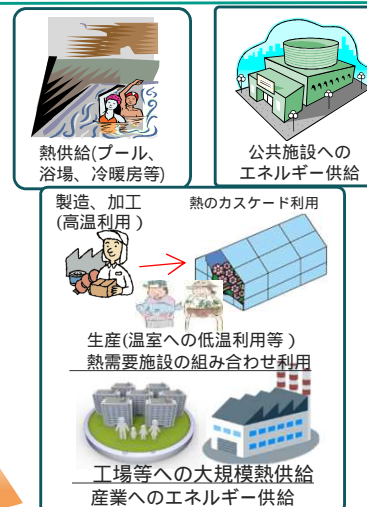 熱供給(プール、
浴場、冷暖房等)
公共施設への
エネルギー供給
製造、加工
(高温利用)
熱のカスケード利用
生産(温室への低温利用等)
熱需要施設の組み合わせ利用
工場等への大規模熱供給
産業へのエネルギー供給